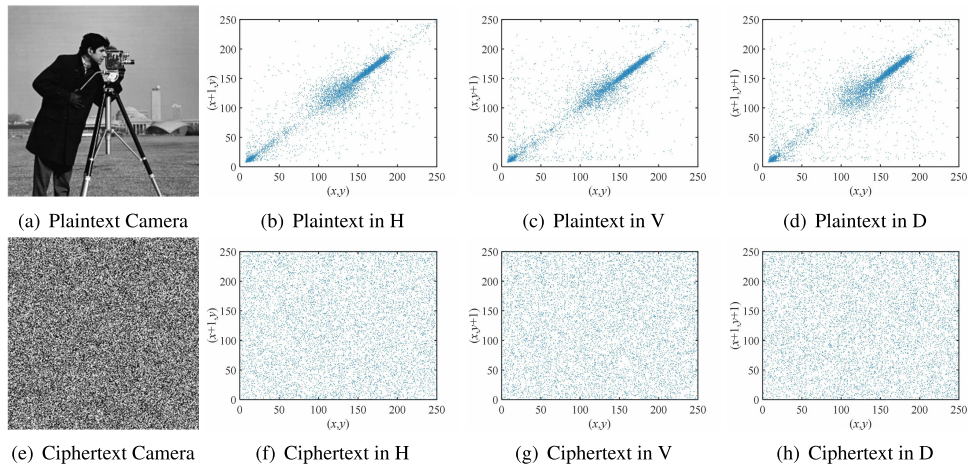 250
200
150
100
50
0
(x+1,y)
0 50 100 150 200 250
(x,y)
250
200
150
100
50
0
(x,y+1)
0 50 100 150 200 250
(x,y)
250
200
150
100
50
0
(x+1,y+1)
0 50 100 150 200 250
(x,y)
(a) Plaintext Camera
(b) Plaintext in H
(c) Plaintext in V
(d) Plaintext in D
250
200
150
100
50
0
(x+1,y)
0 50 100 150 200 250
(x,y)
250
200
150
100
50
0
(x,y+1)
0 50 100 150 200 250
(x,y)
250
200
150
100
50
0
(x+1,y+1)
0 50 100 150 200 250
(x,y)
(e) Ciphertext Camera
(f) Ciphertext in H
(g) Ciphertext in V
(h) Ciphertext in D